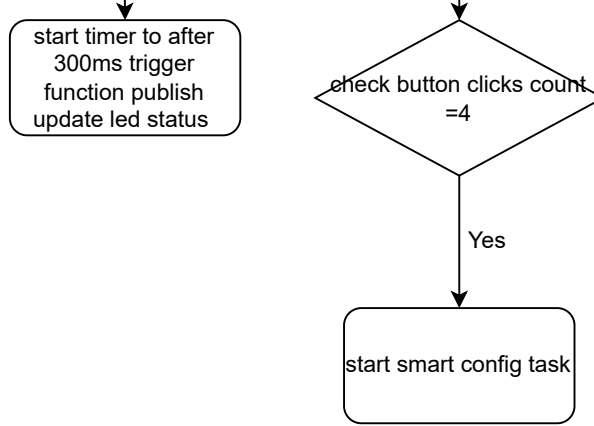 start timer to after
300ms trigger
function publish
update led status
check button clicks count
=4
Yes
start smart config task